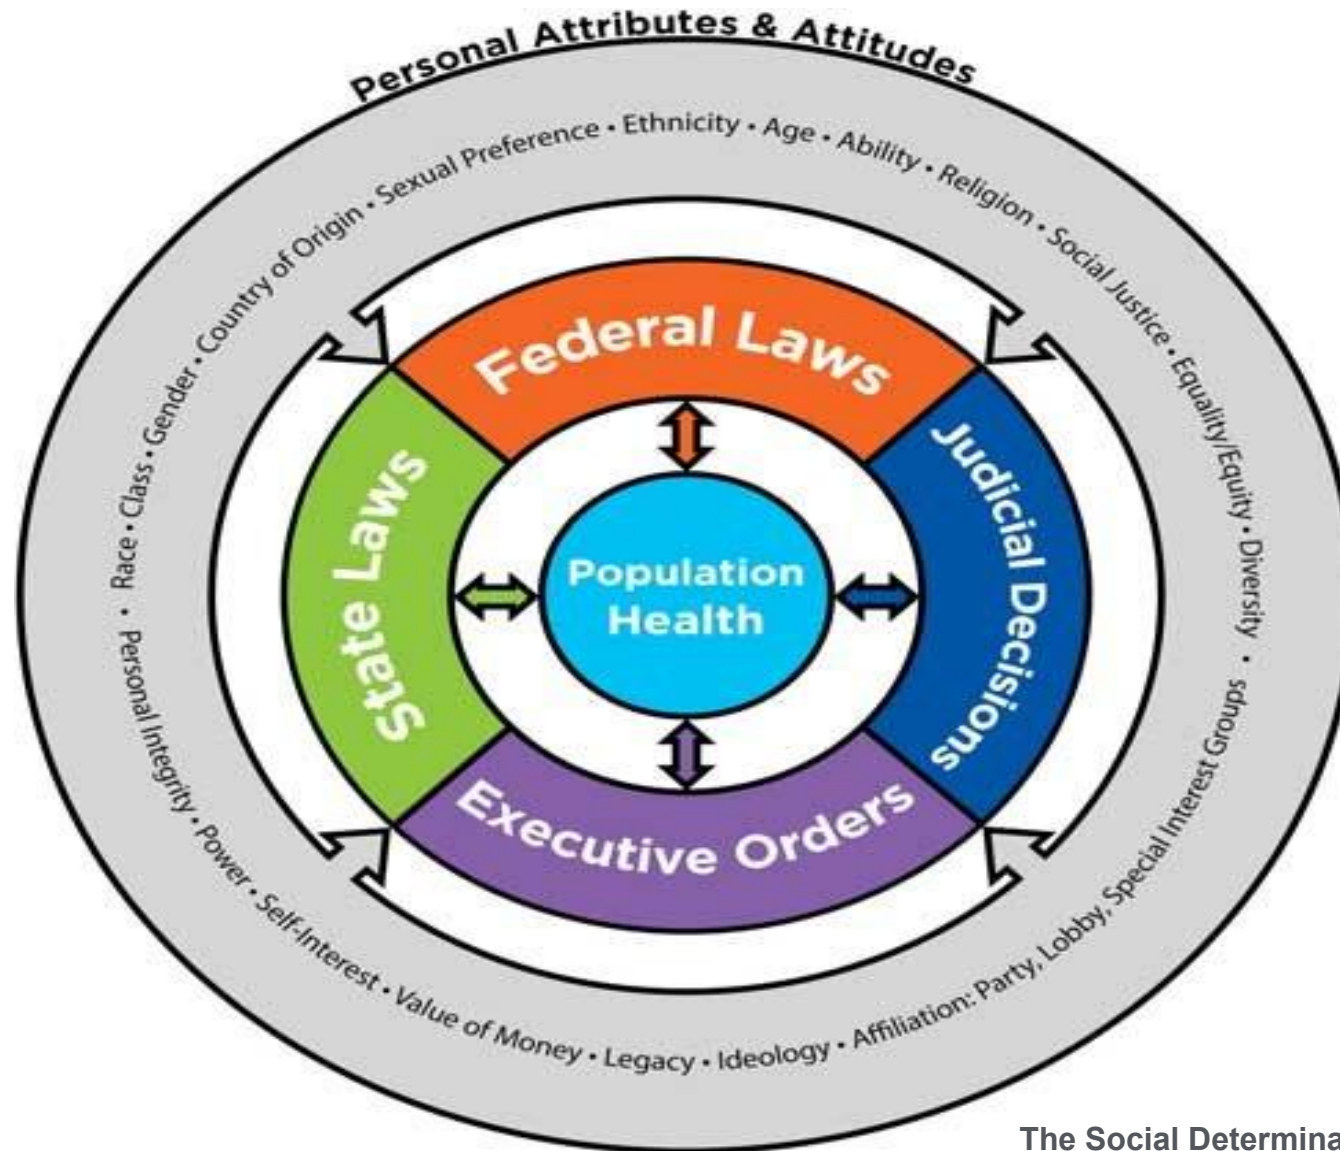 Personal Attributes & Attitudes
• Race • Class • Gender • Country of Origin • Sexual Preference • Ethnicity • Age • Ability • Religion • Social Justice • Equality/Equity • Diversity •
Federal Laws
State Laws
Judicial Decisions
Population
Health
Executive Orders
Personal Integrity • Power • Self-Interest • Value of Money • Legacy • Ideology • Affiliation: Party, Lobby, Special Interest Groups
The Social Determina